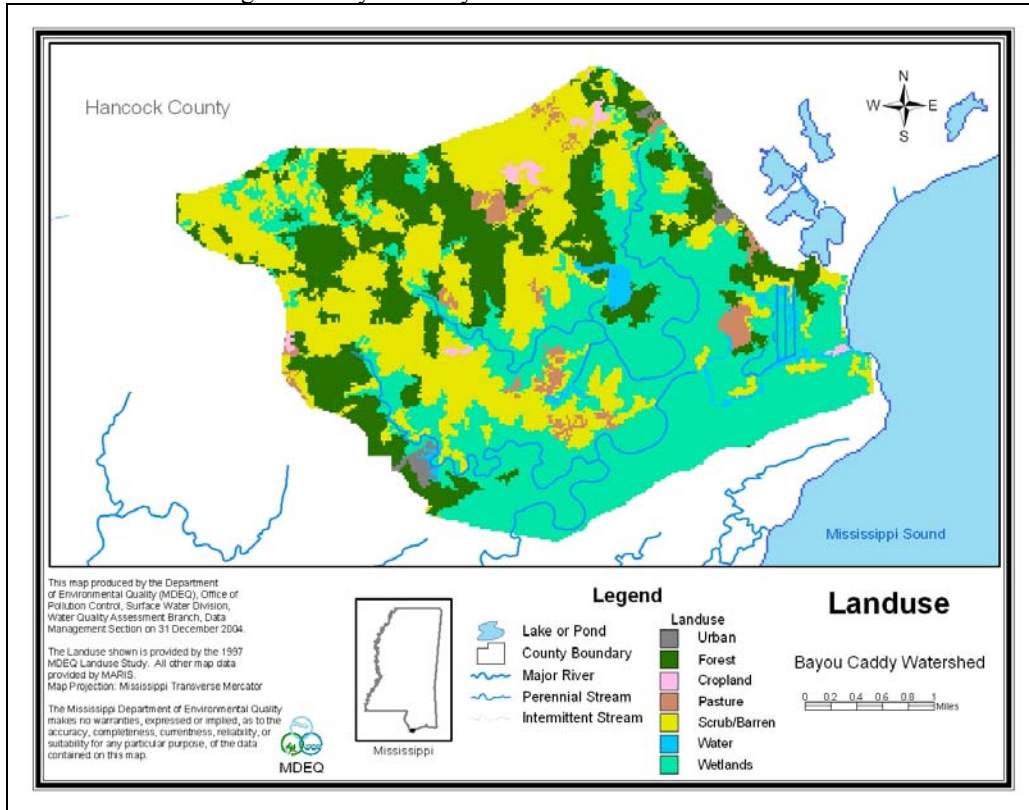 Hancock County
N
W
E
S
Mississippi Sound
This map produced by the Department
of Environmental Quality (MDEQ), Office of
Pollution Control, Surface Water Division,
Water Quality Assessment Branch, Data
Management Section on 31 December 2004.
The Landuse shown is provided by the 1997
MDEQ Landuse Study. All other map data
provided by MARIS.
Map Projection: Mississippi Transverse Mercator
The Mississippi Department of Environmental Quality
makes no warranties, expressed or implied, as to the
accuracy, completeness, currentness, reliability, or
suitability for any particular purpose, of the data
contained on this map.
MDEQ
Mississippi
Legend
Lake or Pond
County Boundary
Major River
Perennial Stream
Intermittent Stream
Landuse
Urban
Forest
Cropland
Pasture
Scrub/Barren
Water
Wetlands
Landuse
Bayou Caddy Watershed
0 0.2 0.4 0.6 0.8 1
Miles